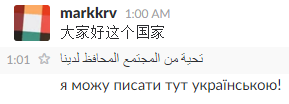 markkrv 1:00 AM
大家好这个国家
1:01 ☆ تحية من المجتمع المحافظ لدينا
я можу писати тут українською!